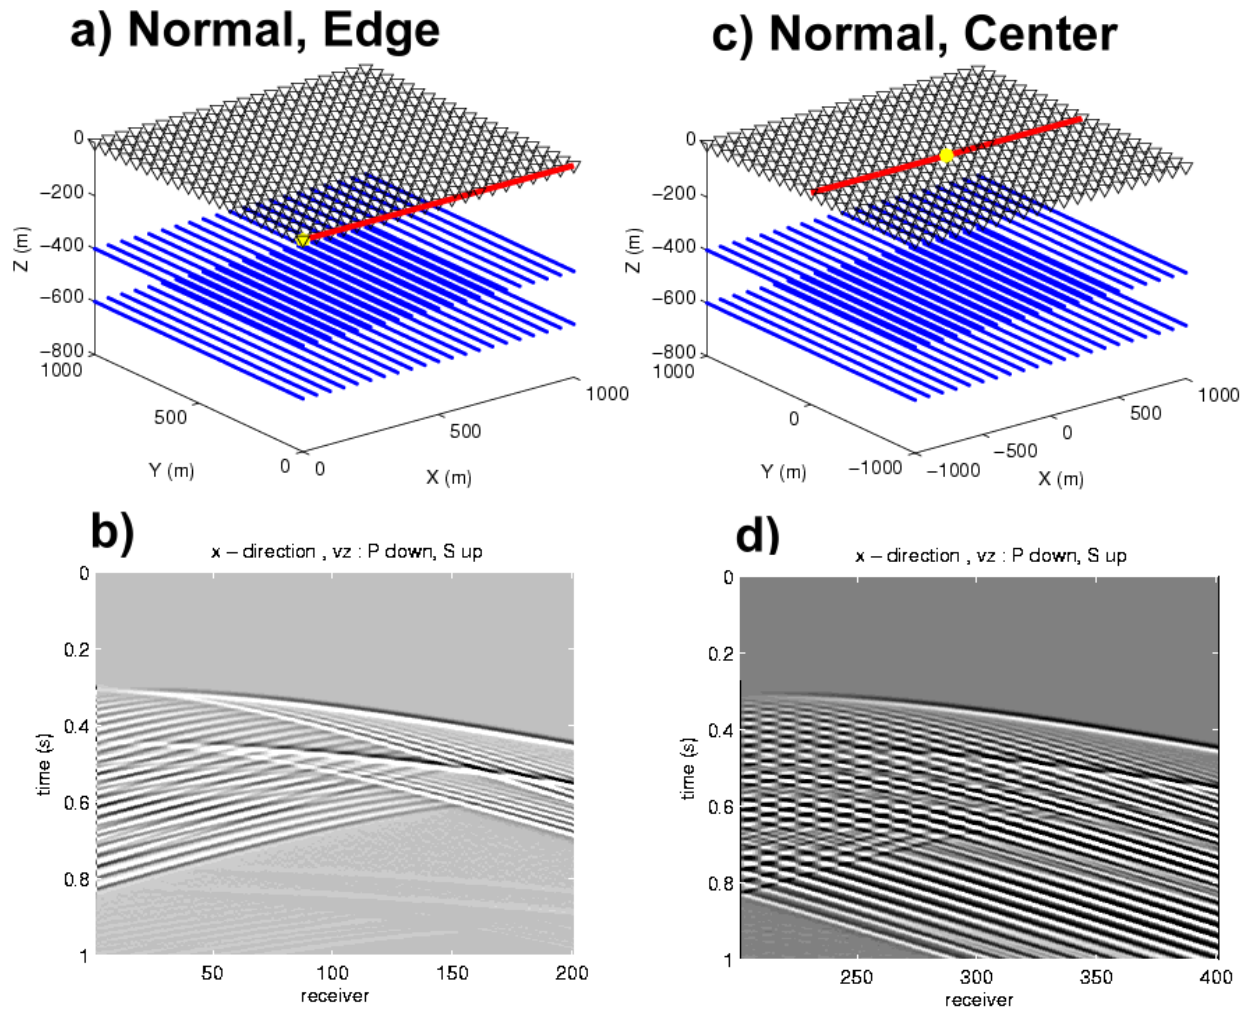 a) Normal, Edge
0
−200
−400
−600
−800
Z (m)
1000
500
0
Y (m)
0
500
1000
X (m)
c) Normal, Center
0
−200
−400
−600
−800
Z (m)
1000
0
−1000
Y (m)
−1000
−500
0
500
1000
X (m)
b)
x − direction , vz : P down, S up
0
0.2
0.4
0.6
0.8
1
time (s)
50
100
150
200
receiver
d)
x − direction , vz : P down, S up
0
0.2
0.4
0.6
0.8
1
time (s)
250
300
350
400
receiver